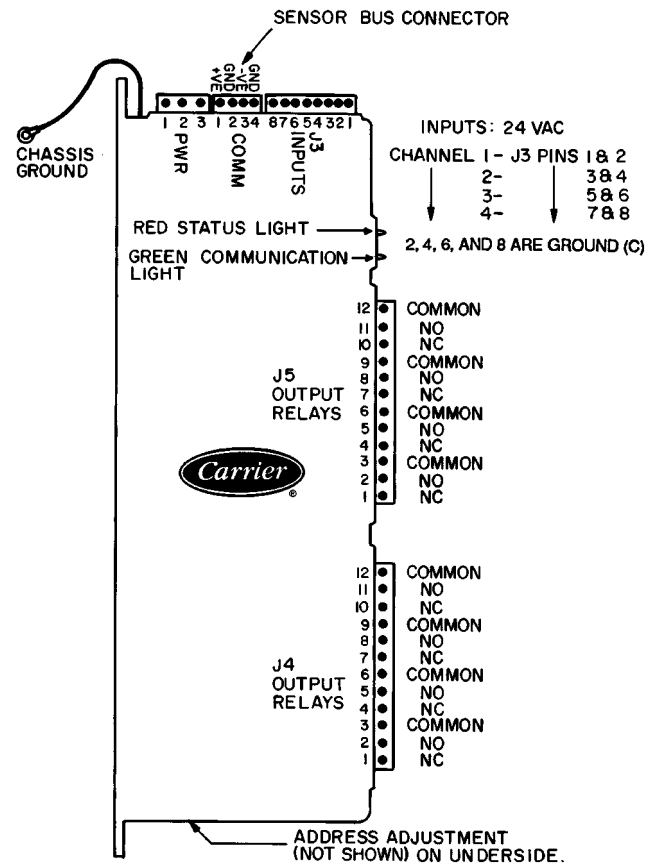 SENSOR BUS CONNECTOR
+VE
GND
-VE
GND
1 2 3 1 2 3 4 8 7 6 5 4 3 2 1
PWR
COMM
J3
INPUTS
CHASSIS
GROUND
INPUTS: 24 VAC
CHANNEL 1- J3 PINS 1 & 2
2- 3 & 4
3- 5 & 6
4- 7 & 8
2, 4, 6, AND 8 ARE GROUND (C)
RED STATUS LIGHT
GREEN COMMUNICATION
LIGHT
J5
OUTPUT
RELAYS
12 COMMON
11 NO
10 NC
9 COMMON
8 NO
7 NC
6 COMMON
5 NO
4 NC
3 COMMON
2 NO
1 NC
Carrier
®
J4
OUTPUT
RELAYS
12 COMMON
11 NO
10 NC
9 COMMON
8 NO
7 NC
6 COMMON
5 NO
4 NC
3 COMMON
2 NO
1 NC
ADDRESS ADJUSTMENT
(NOT SHOWN) ON UNDERSIDE.